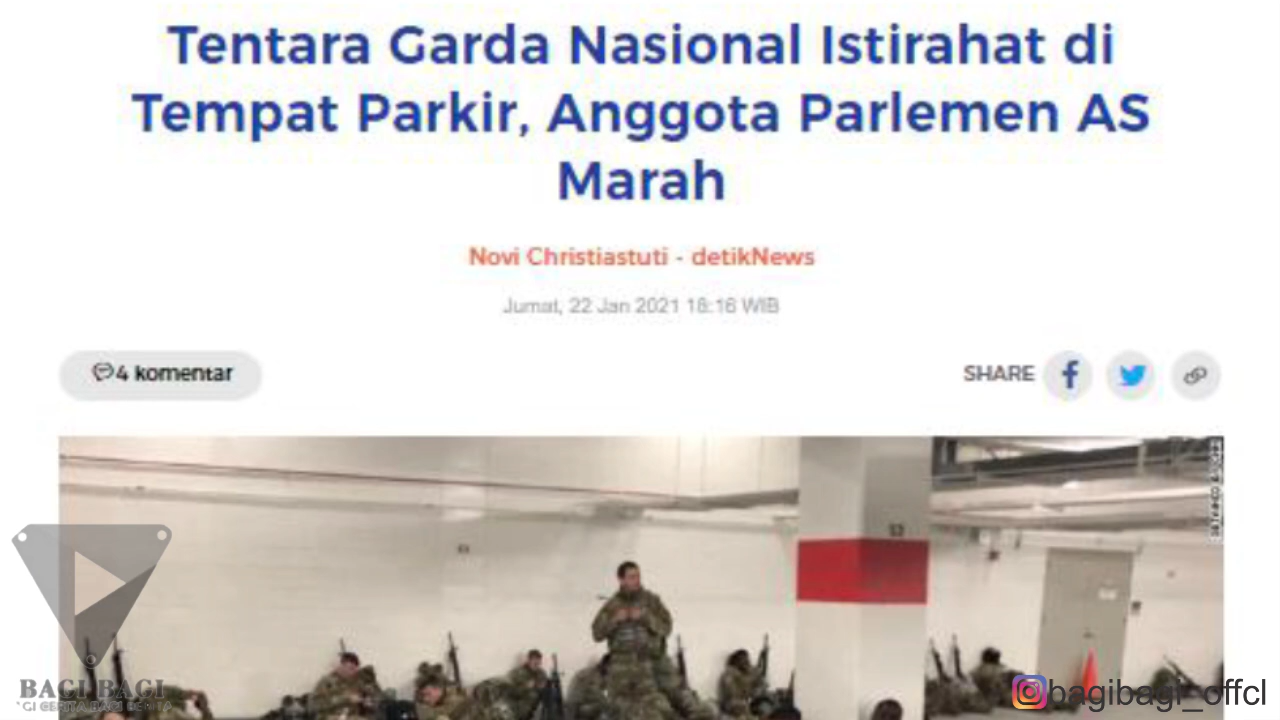 Tentara Garda Nasional Istirahat di
Tempat Parkir, Anggota Parlemen AS
Marah
Novi Christiastuti - detikNews
Jumat, 22 Jan 2021 18:16 WIB
4 komentar
SHARE
BAGI BAGI
bagibagi_offcl